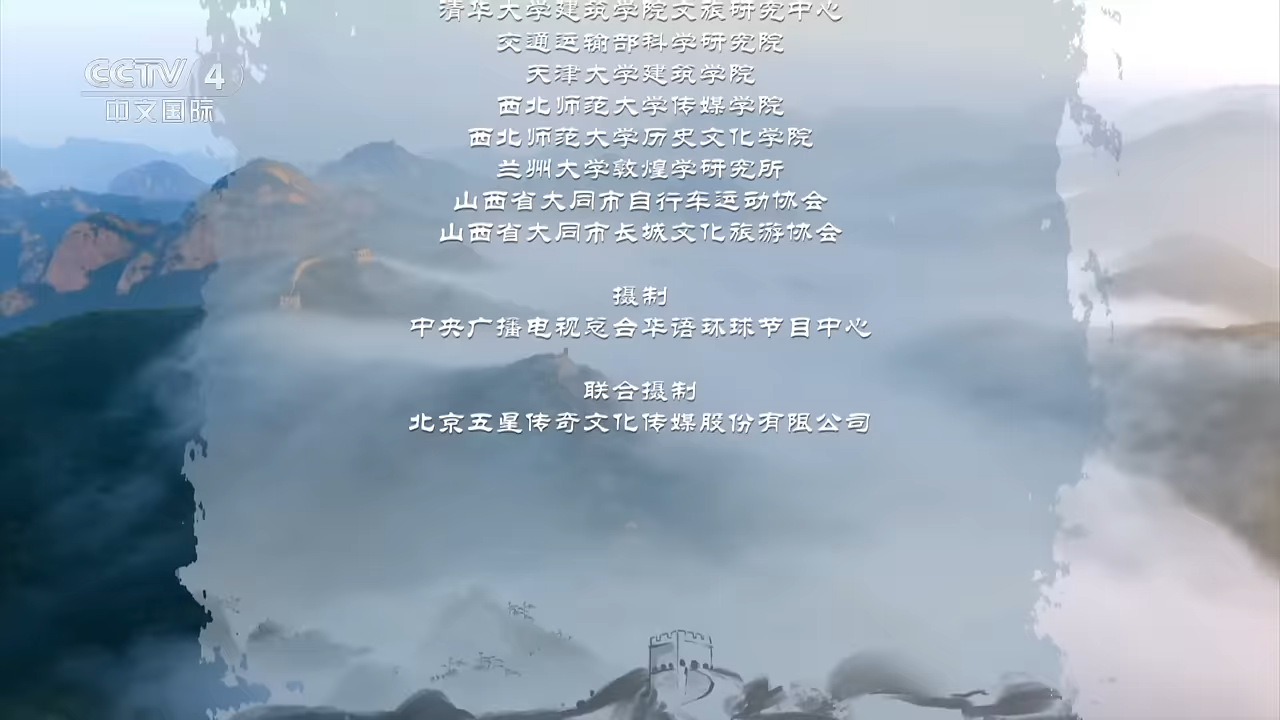 CCTV 4
中文国际
清华大学建筑学院文旅研究中心
交通运输部科学研究院
天津大学建筑学院
西北师范大学传媒学院
西北师范大学历史文化学院
兰州大学敦煌学研究所
山西省大同市自行车运动协会
山西省大同市长城文化旅游协会
摄制
中央广播电视总台华语环球节目中心
联合摄制
北京五星传奇文化传媒股份有限公司